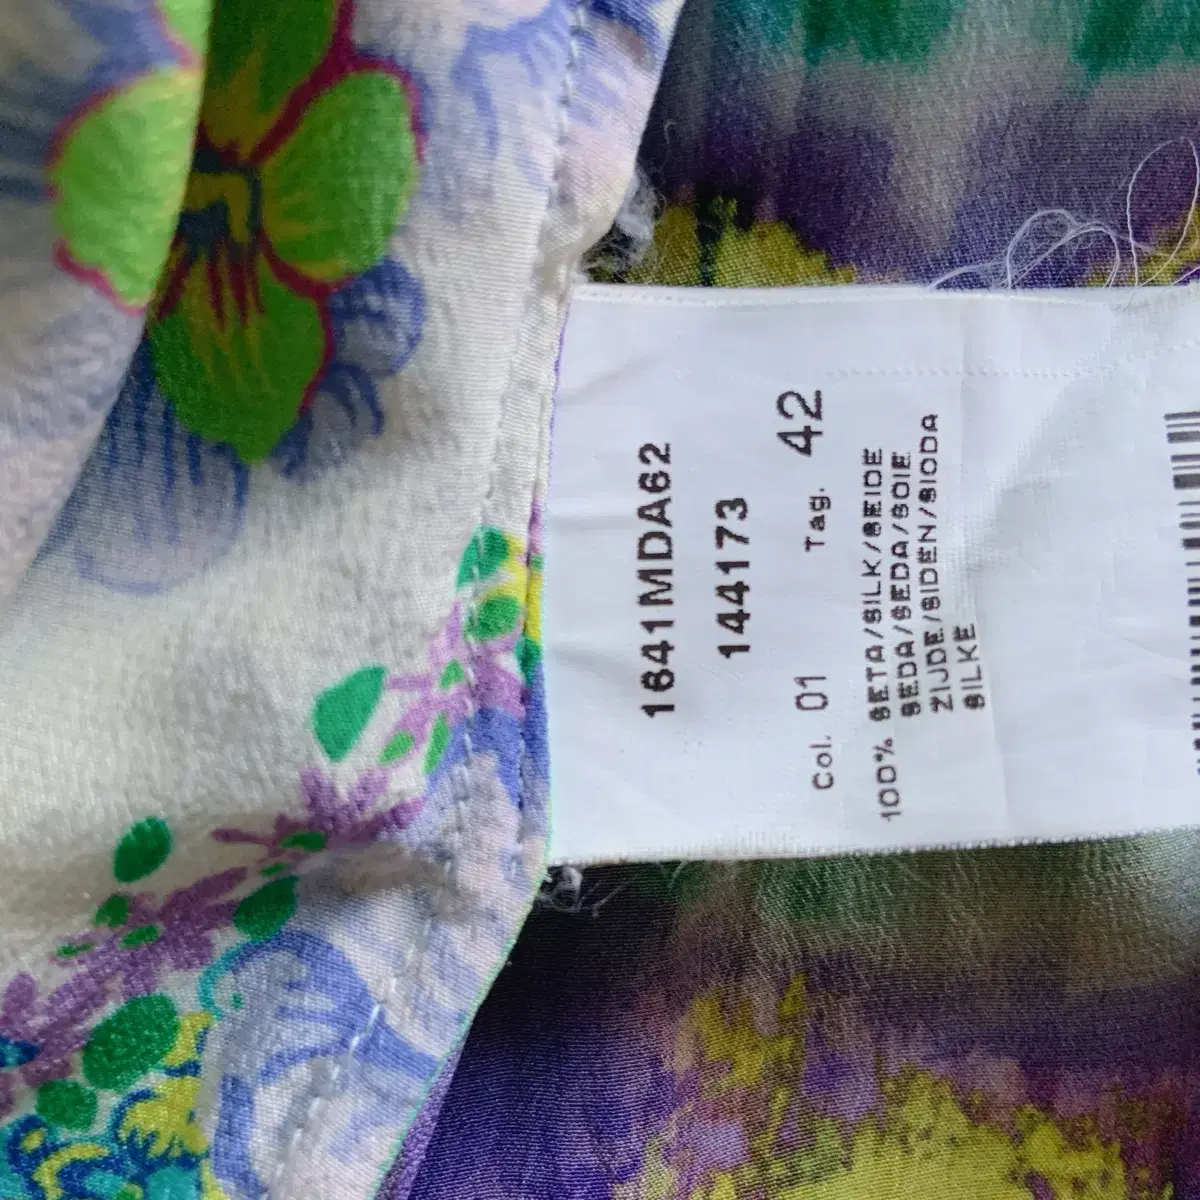 1641MDA62
144173
Col. 01 Tag. 42
100% SETA/SILK/SEIDE
SEDA/SEDA/SOIE
ZIJDE/SIDEN/SIODA
SILKE